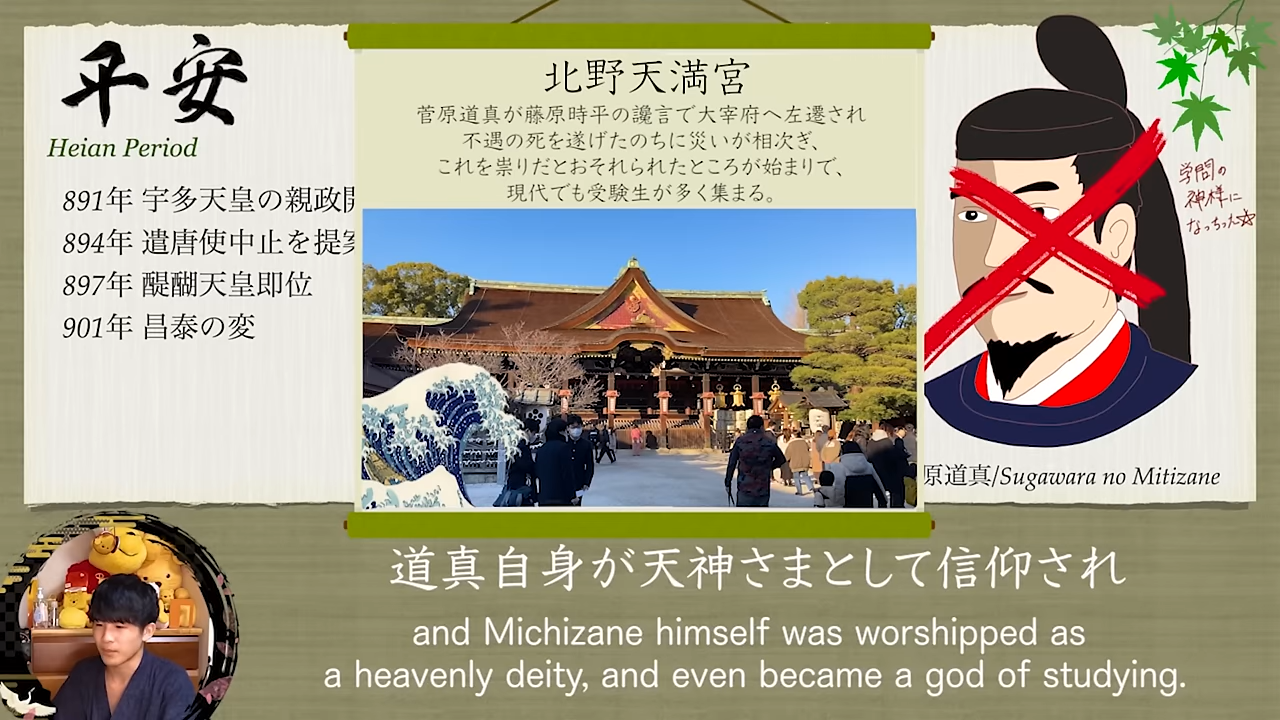 平安
Heian Period
891年 宇多天皇の親政開
894年 遣唐使中止を提案
897年 醍醐天皇即位
901年 昌泰の変
北野天満宮
菅原道真が藤原時平の讒言で大宰府へ左遷され
不遇の死を遂げたのちに災いが相次ぎ、
これを祟りだとおそれられたところが始まりで、
現代でも受験生が多く集まる。
学問の
神様に
なっちった☆
原道真/Sugawara no Mitizane
道真自身が天神さまとして信仰され
and Michizane himself was worshipped as
a heavenly deity, and even became a god of studying.